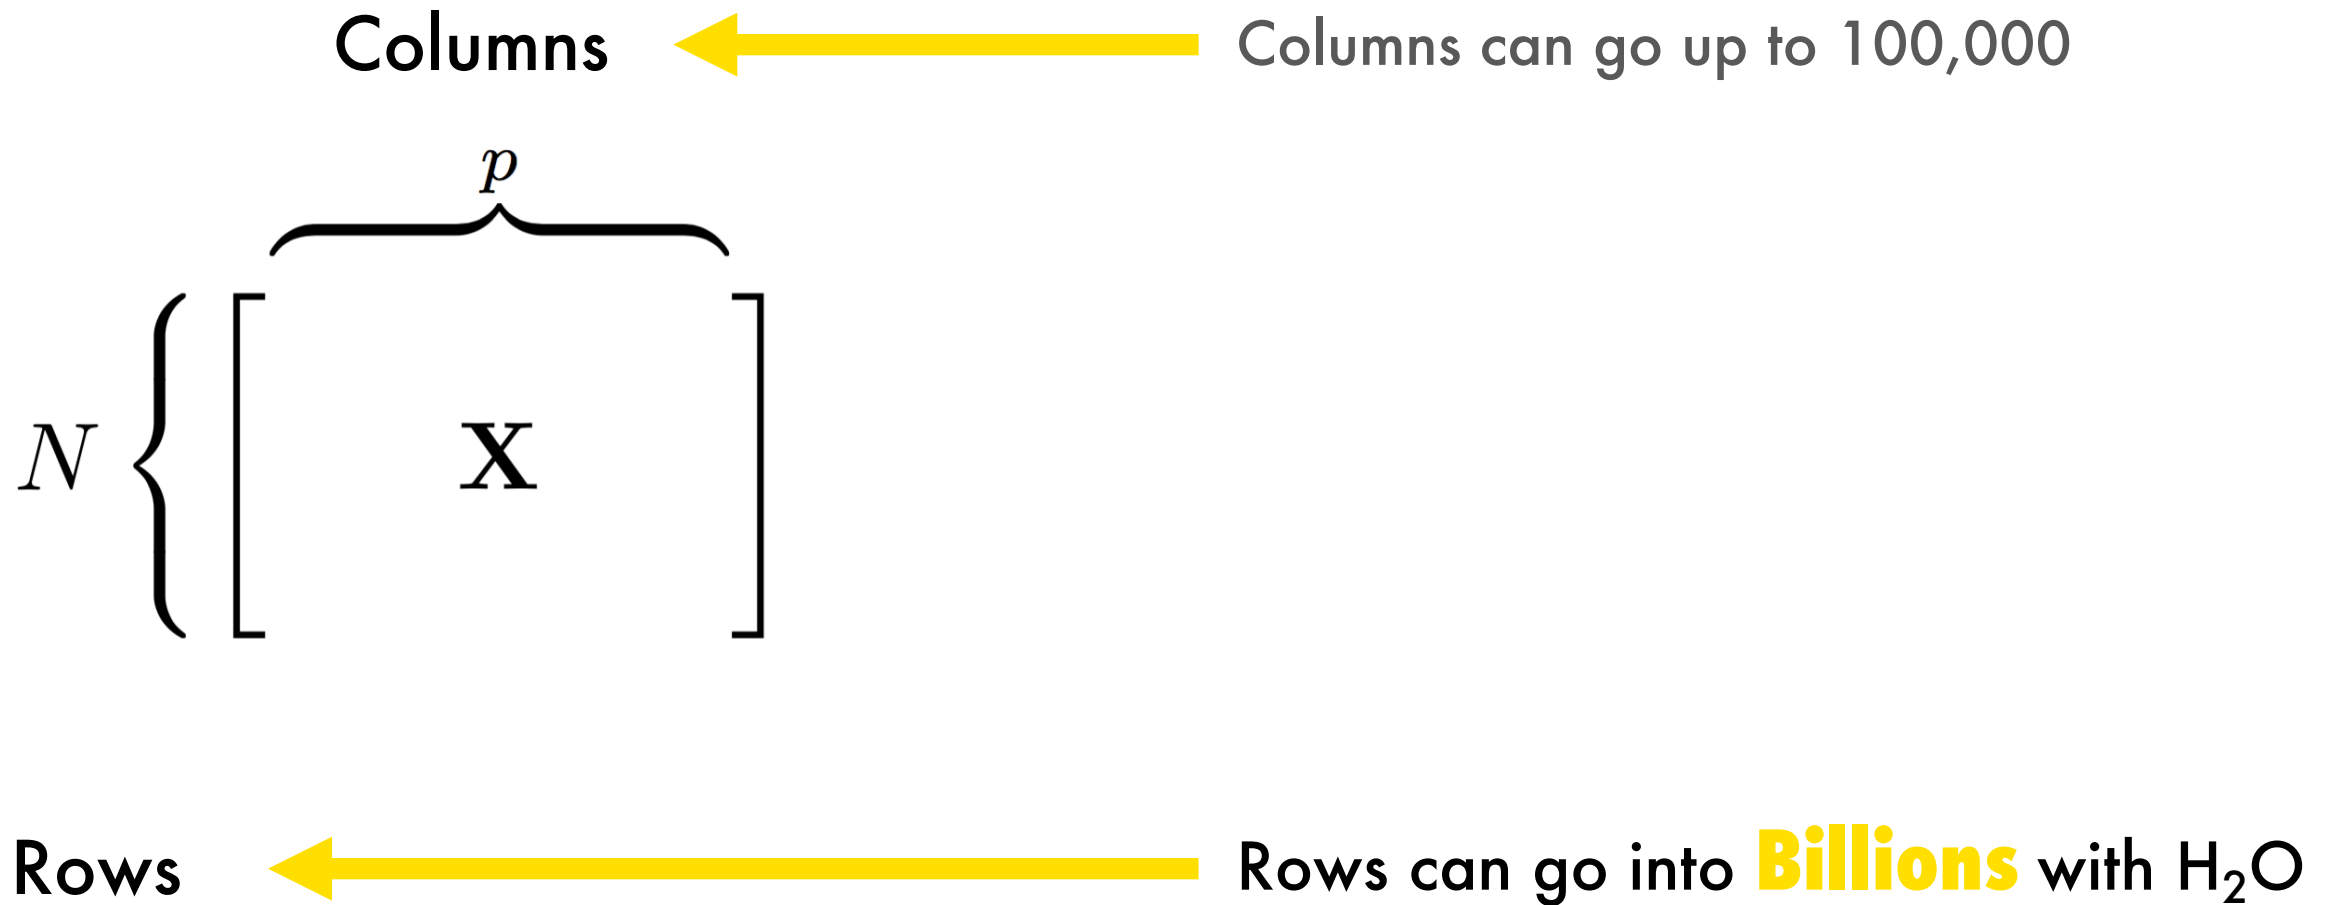 Columns
Columns can go up to 100,000
p
N
X
Rows
Rows can go into Billions with H₂O